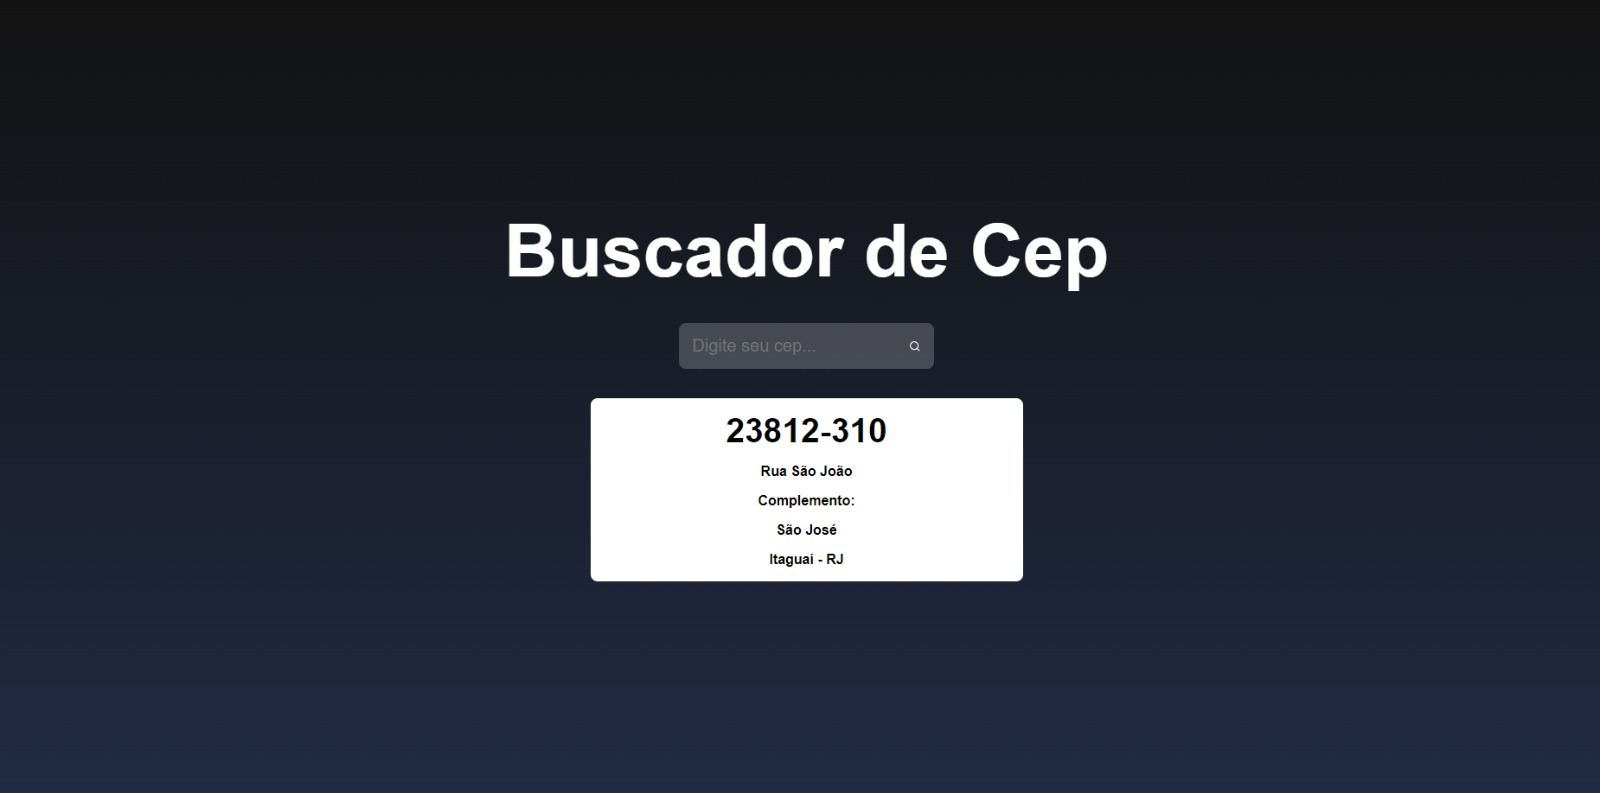 Buscador de Cep
Digite seu cep...
23812-310
Rua São João
Complemento:
São José
Itaguaí - RJ